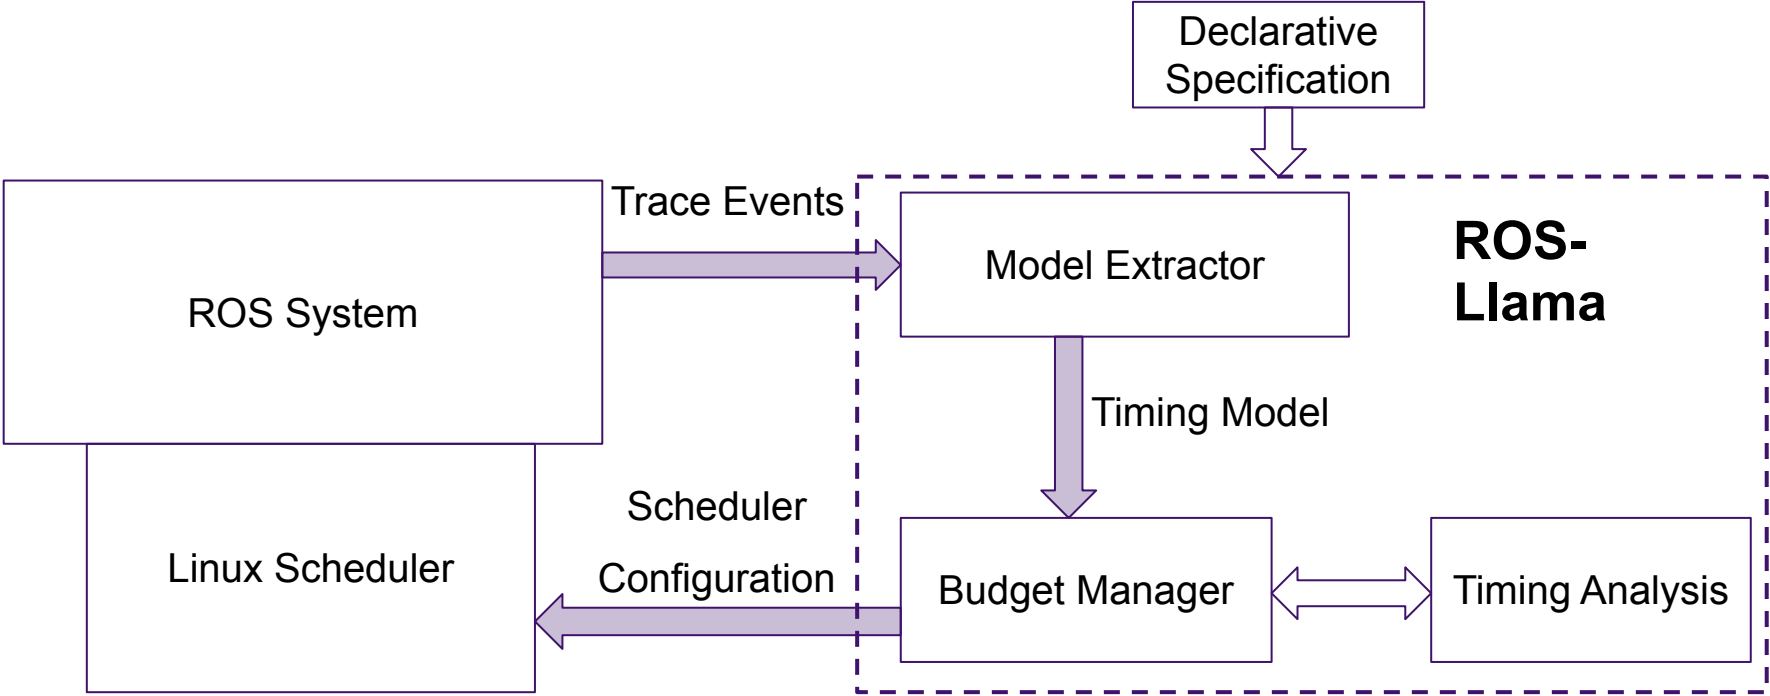 Declarative
Specification
Trace Events
ROS-
Llama
Model Extractor
ROS System
Timing Model
Scheduler
Configuration
Linux Scheduler
Budget Manager
Timing Analysis